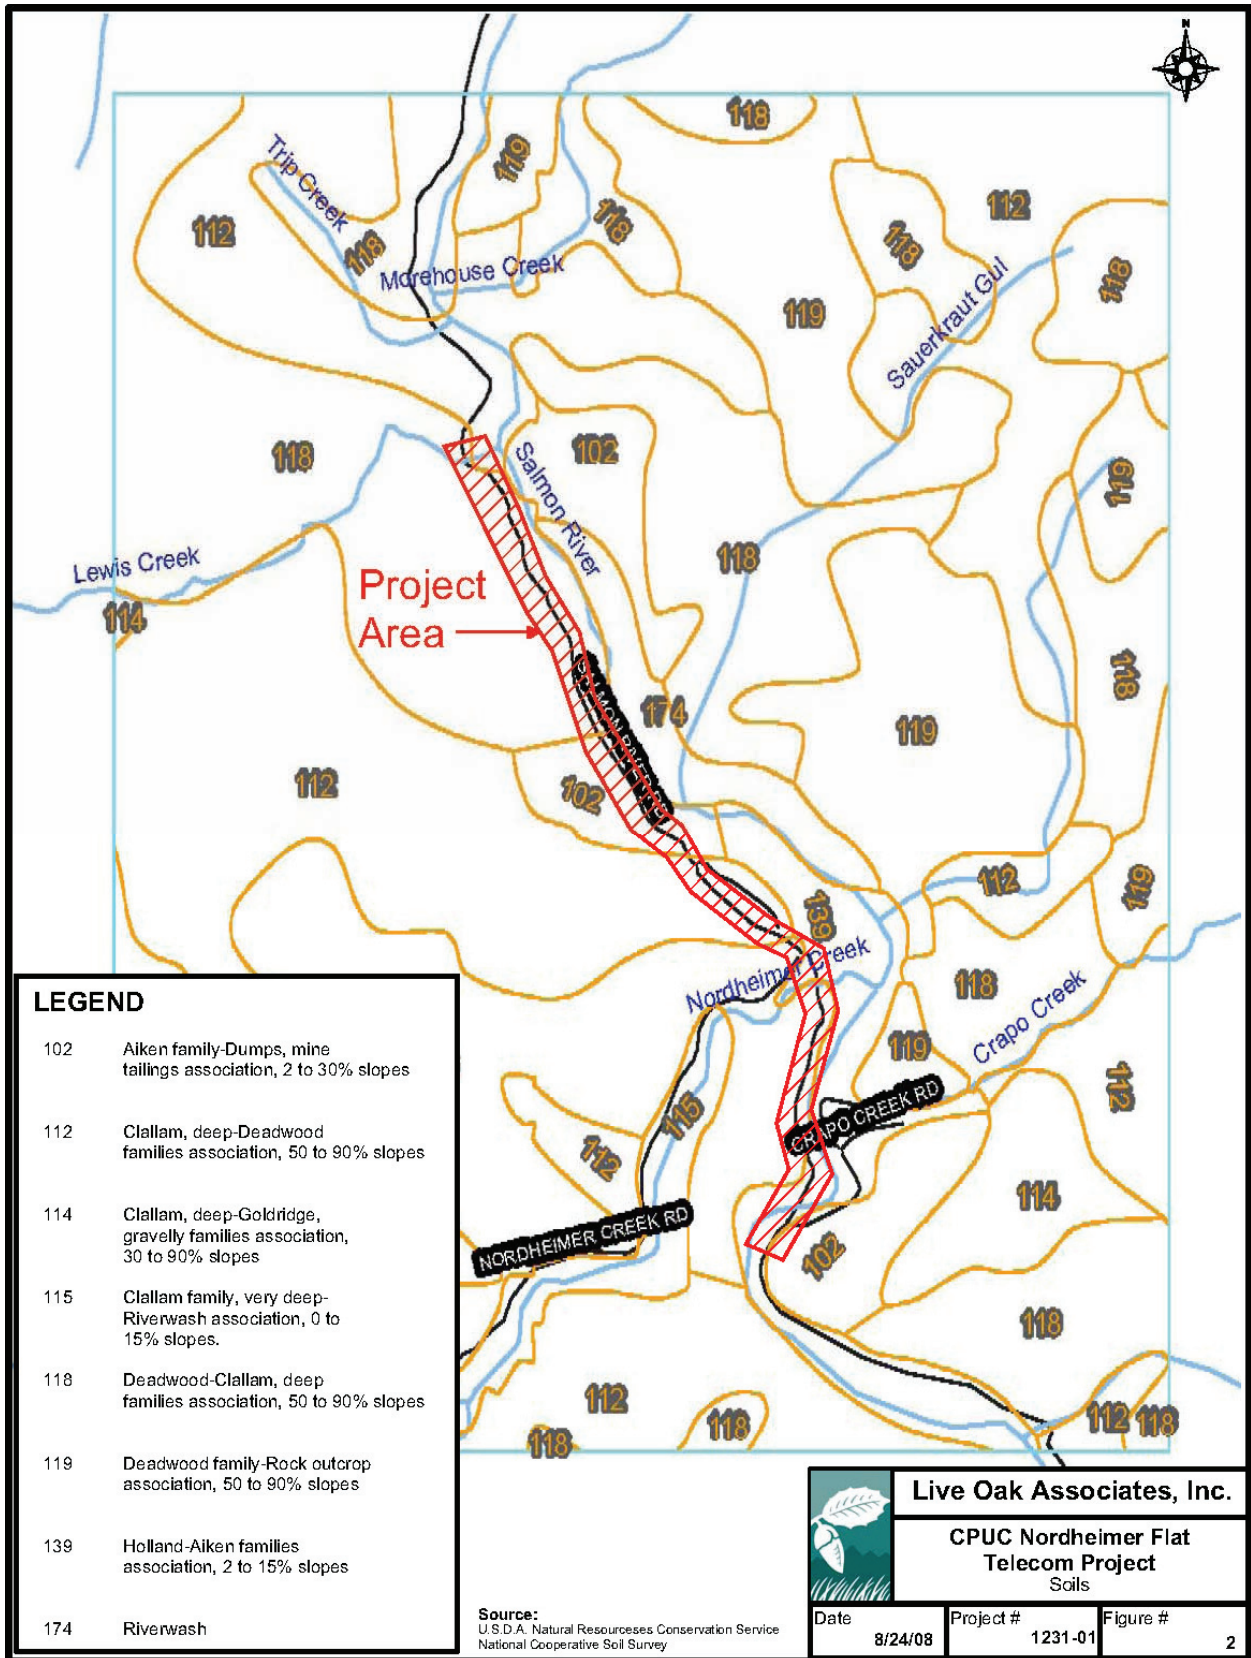 N
118
119
Trip Creek
118
112
112
118
118
118
Morehouse Creek
118
119
Sauerkraut Gul
102
118
Salmon River
119
118
Lewis Creek
Project
Area
114
118
174
119
112
102
112
119
139
Nordheimer Creek
118
Crapo Creek
119
112
115
CRAPO CREEK RD
112
114
NORDHEIMER CREEK RD
102
118
112
118
118
112
118
LEGEND
102 Aiken family-Dumps, mine
tailings association, 2 to 30% slopes
112 Clallam, deep-Deadwood
families association, 50 to 90% slopes
114 Clallam, deep-Goldridge,
gravelly families association,
30 to 90% slopes
115 Clallam family, very deep-
Riverwash association, 0 to
15% slopes.
118 Deadwood-Clallam, deep
families association, 50 to 90% slopes
119 Deadwood family-Rock outcrop
association, 50 to 90% slopes
139 Holland-Aiken families
association, 2 to 15% slopes
174 Riverwash
Source:
U.S.D.A. Natural Resourceses Conservation Service
National Cooperative Soil Survey
Live Oak Associates, Inc.
CPUC Nordheimer Flat
Telecom Project
Soils
Date
8/24/08
Project #
1231-01
Figure #
2